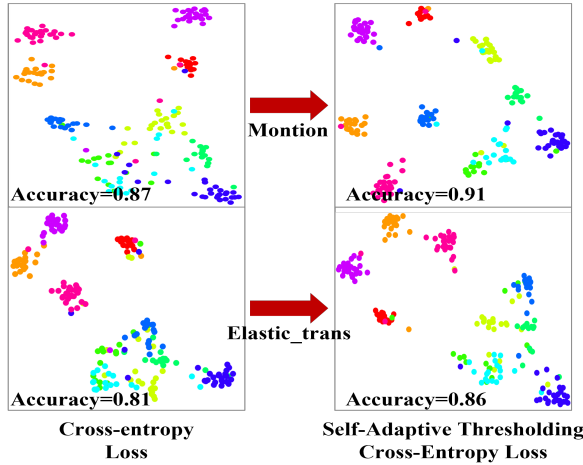 Montion
Accuracy=0.87
Accuracy=0.91
Elastic_trans
Accuracy=0.81
Accuracy=0.86
Cross-entropy
Loss
Self-Adaptive Thresholding
Cross-Entropy Loss